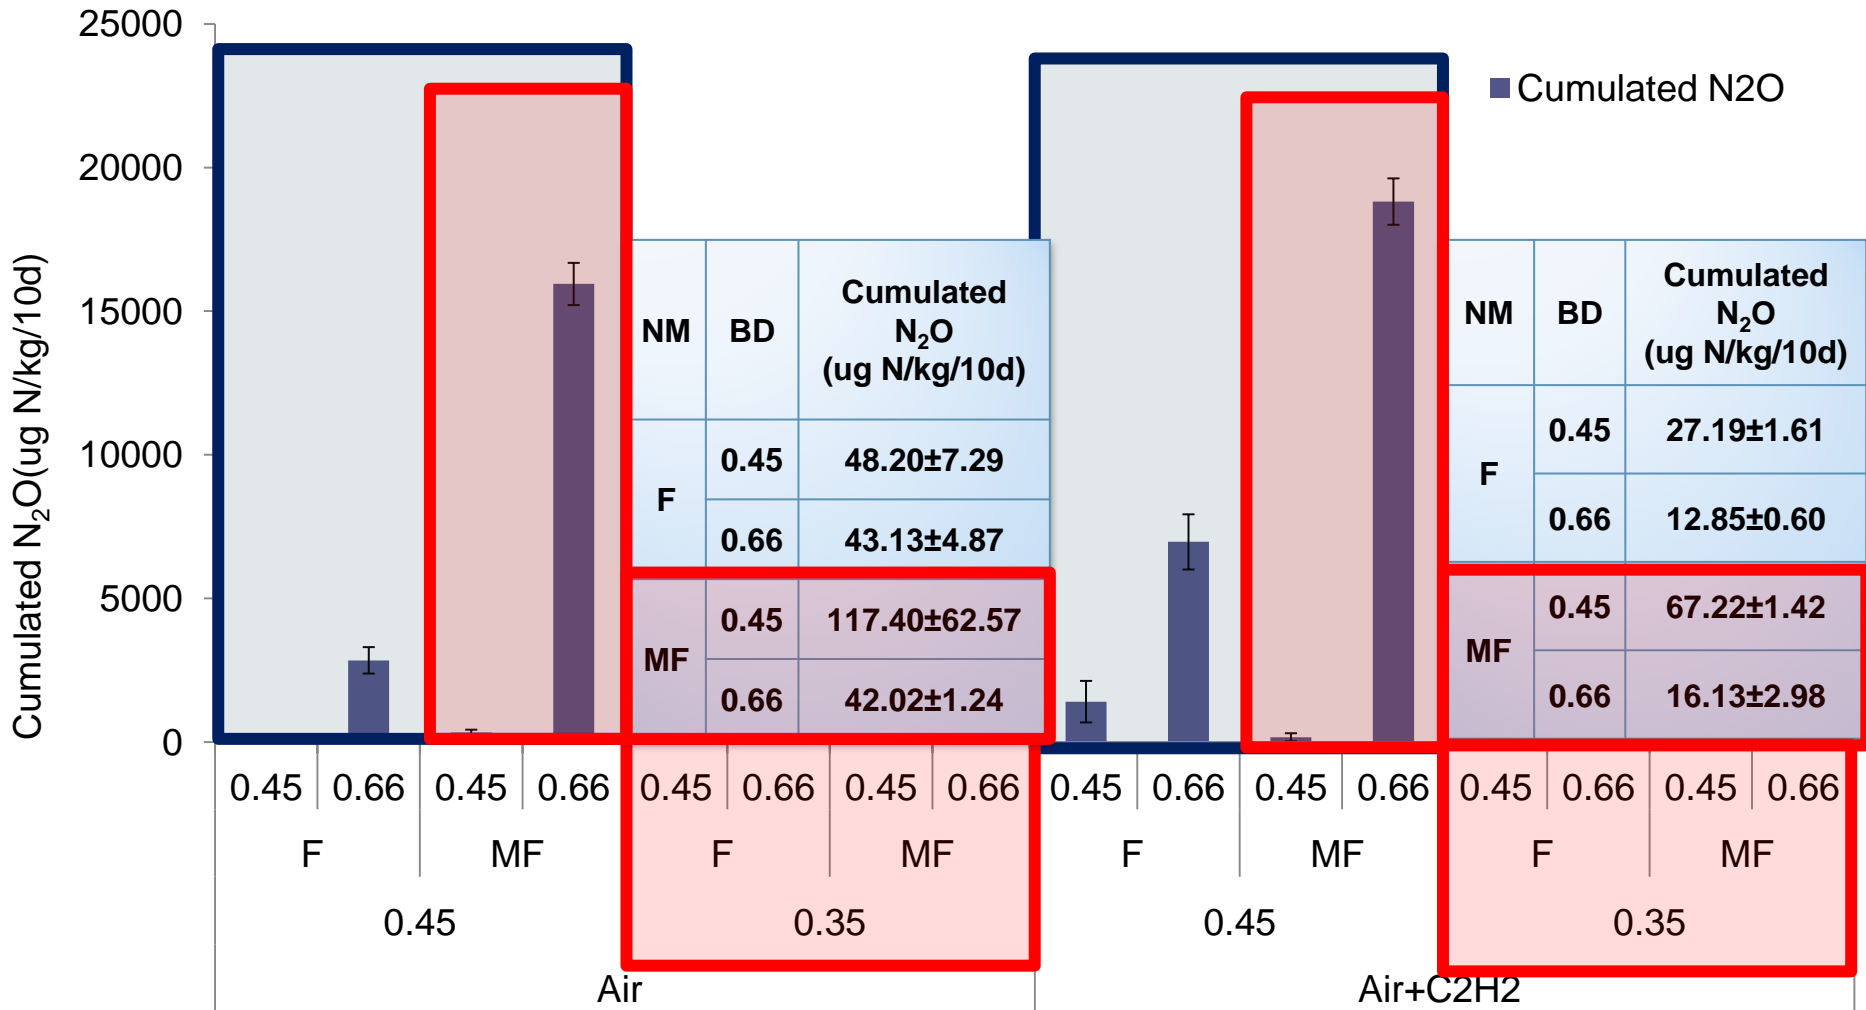 25000
20000
15000
10000
5000
0
Cumulated N₂O(ug N/kg/10d)
Cumulated N2O
NM BD Cumulated
N₂O
(ug N/kg/10d)
F 0.45 48.20±7.29
0.66 43.13±4.87
MF 0.45 117.40±62.57
0.66 42.02±1.24
NM BD Cumulated
N₂O
(ug N/kg/10d)
F 0.45 27.19±1.61
0.66 12.85±0.60
MF 0.45 67.22±1.42
0.66 16.13±2.98
0.45 0.66 0.45 0.66 0.45 0.66 0.45 0.66 0.45 0.66 0.45 0.66 0.45 0.66 0.45 0.66
F MF F MF F MF F MF
0.45 0.35 0.45 0.35
Air Air+C2H2